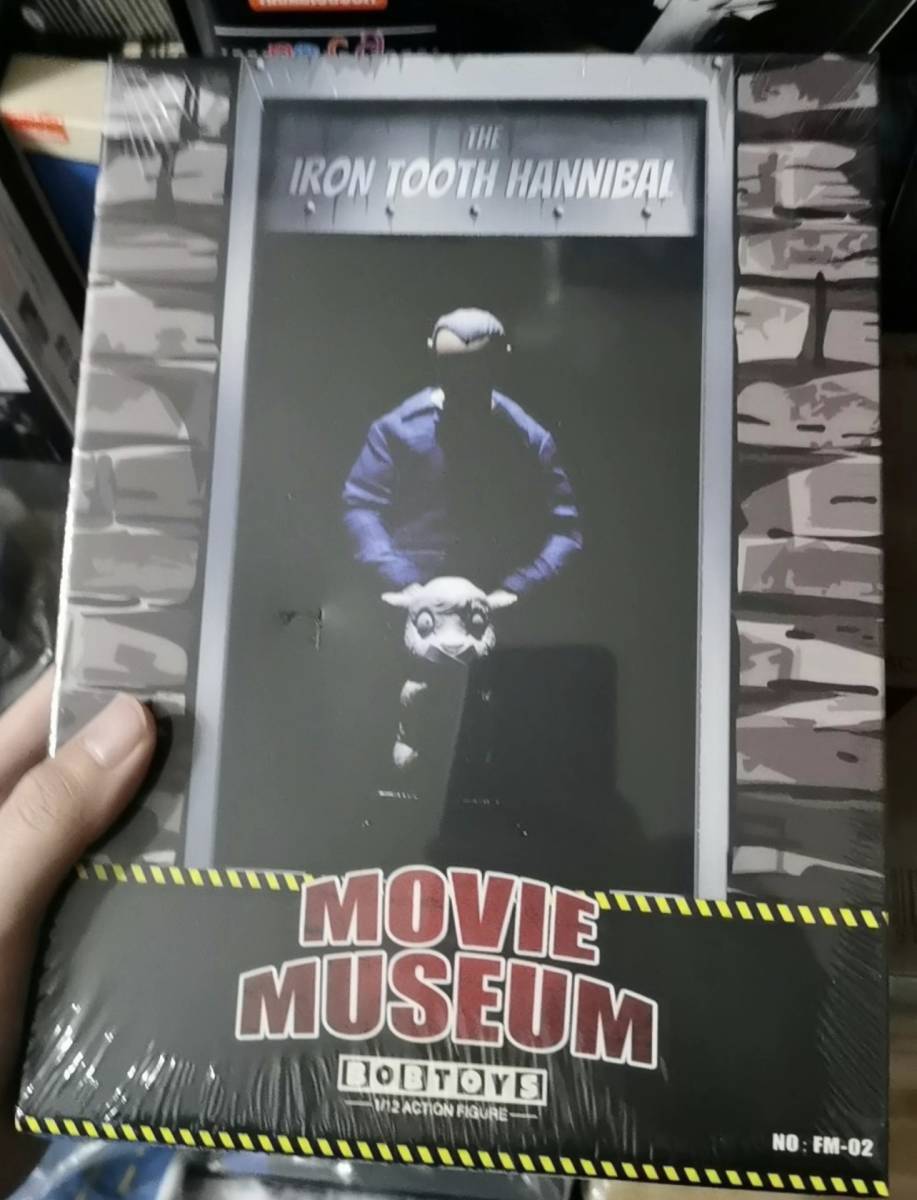 THE
IRON TOOTH HANNIBAL
MOVIE
MUSEUM
BOBTOYS
1/12 ACTION FIGURE
NO: FM-02